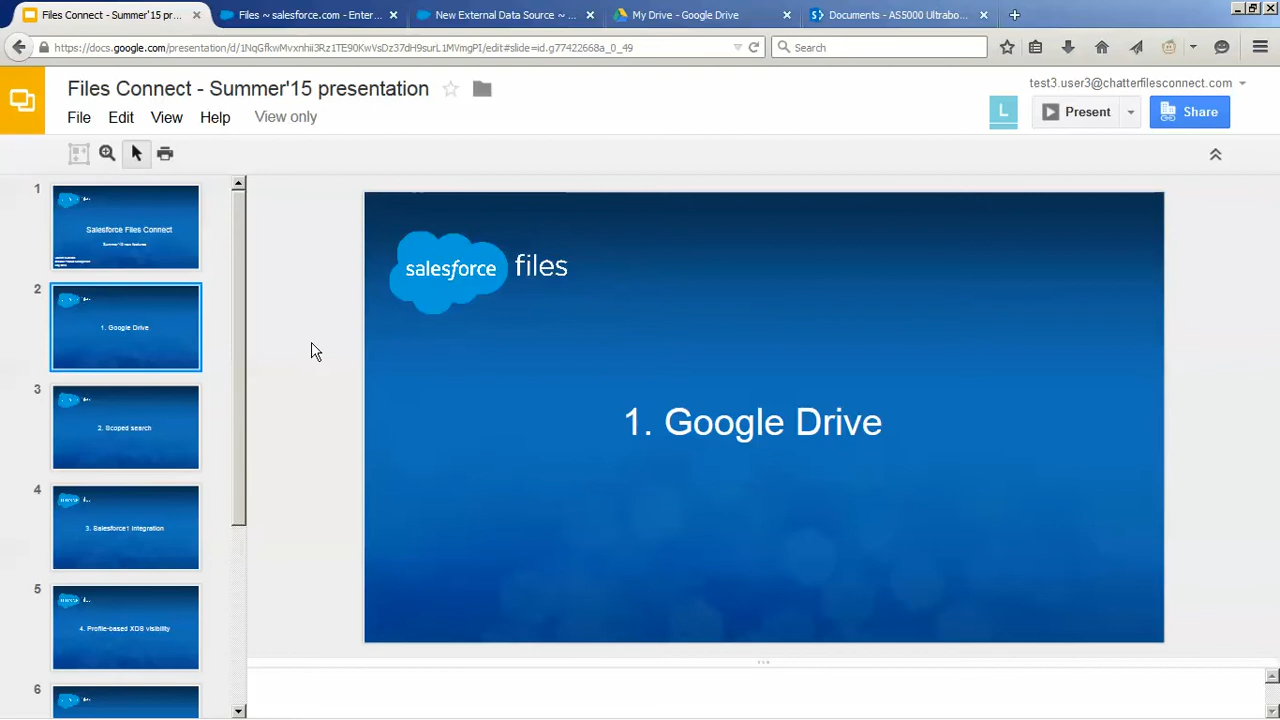 Files Connect - Summer'15 pr...
Files ~ salesforce.com - Enter...
New External Data Source ~ ...
My Drive - Google Drive
Documents - AS5000 Ultrabo...
https://docs.google.com/presentation/d/1NqGfkwMvxnhii3Rz1TE90KwVsDz37dH9surL1MVmgPI/edit#slide=id.g77422668a_0_49
Search
Files Connect - Summer'15 presentation
test3.user3@chatterfilesconnect.com
File Edit View Help View only
L
Present
Share
1
Salesforce Files Connect
Summer'15 new features
2
1. Google Drive
3
2. Scoped search
4
3. Salesforce1 Integration
5
4. Profile-based XDS visibility
6
salesforce files
1. Google Drive